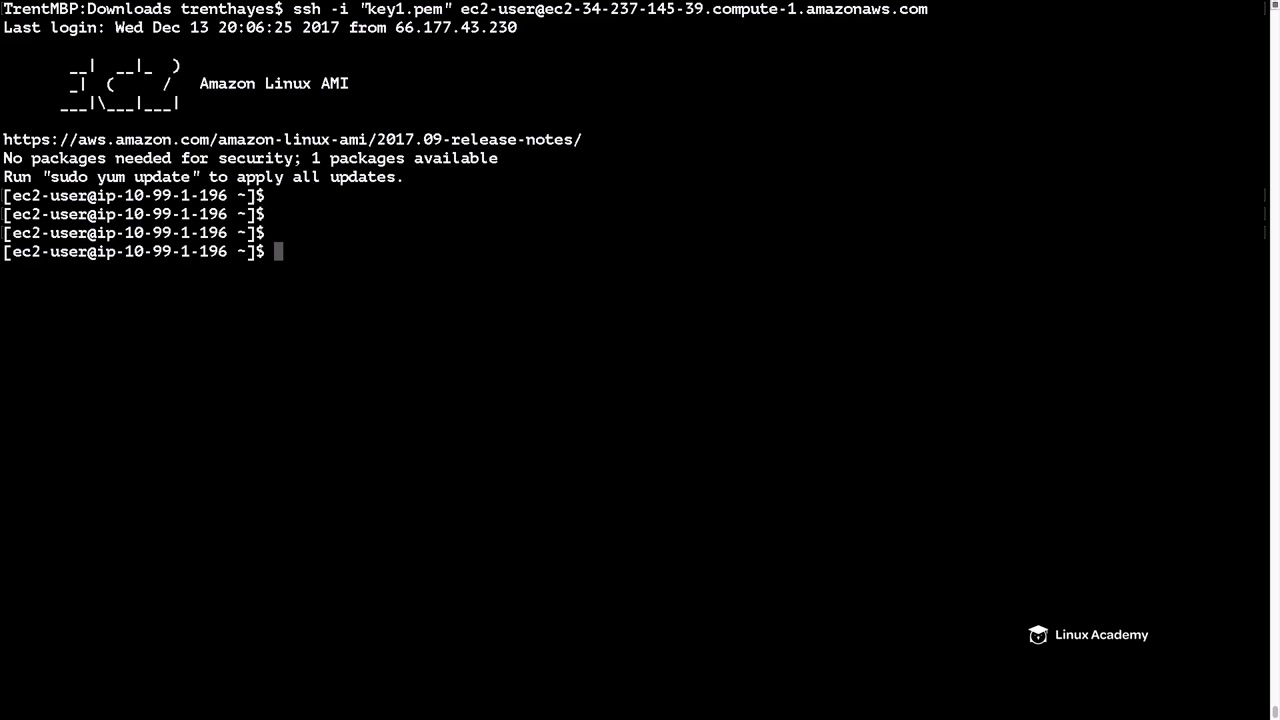 TrentMBP:Downloads trenthayes$ ssh -i "key1.pem" ec2-user@ec2-34-237-145-39.compute-1.amazonaws.com
Last login: Wed Dec 13 20:06:25 2017 from 66.177.43.230
       __|  __|_  )
       _|  (     /   Amazon Linux AMI
      ___|\___|___|
https://aws.amazon.com/amazon-linux-ami/2017.09-release-notes/
No packages needed for security; 1 packages available
Run "sudo yum update" to apply all updates.
[ec2-user@ip-10-99-1-196 ~]$
[ec2-user@ip-10-99-1-196 ~]$
[ec2-user@ip-10-99-1-196 ~]$
[ec2-user@ip-10-99-1-196 ~]$
Linux Academy